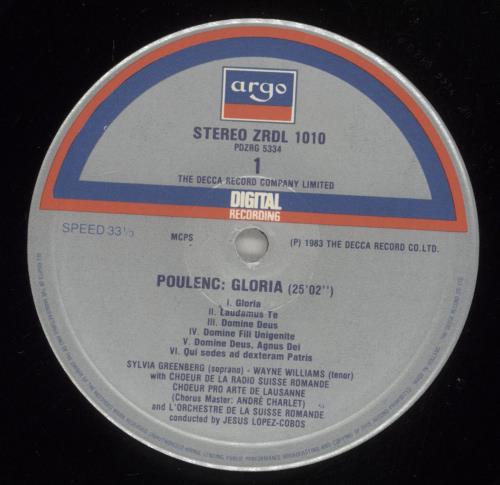 argo
STEREO ZRDL 1010
PDZRG 5334
1
THE DECCA RECORD COMPANY LIMITED
DIGITAL
RECORDING
SPEED 33⅓
MCPS
(P) 1983 THE DECCA RECORD CO.LTD.
POULENC: GLORIA (25'02")
I. Gloria
II. Laudamus Te
III. Domine Deus
IV. Domine Fili Unigenite
V. Domine Deus, Agnus Dei
VI. Qui sedes ad dexteram Patris
SYLVIA GREENBERG (soprano) - WAYNE WILLIAMS (tenor)
with CHOEUR DE LA RADIO SUISSE ROMANDE
CHOEUR PRO ARTE DE LAUSANNE
(Chorus Master: ANDRÉ CHARLET)
and L'ORCHESTRE DE LA SUISSE ROMANDE
conducted by JESUS LOPEZ-COBOS